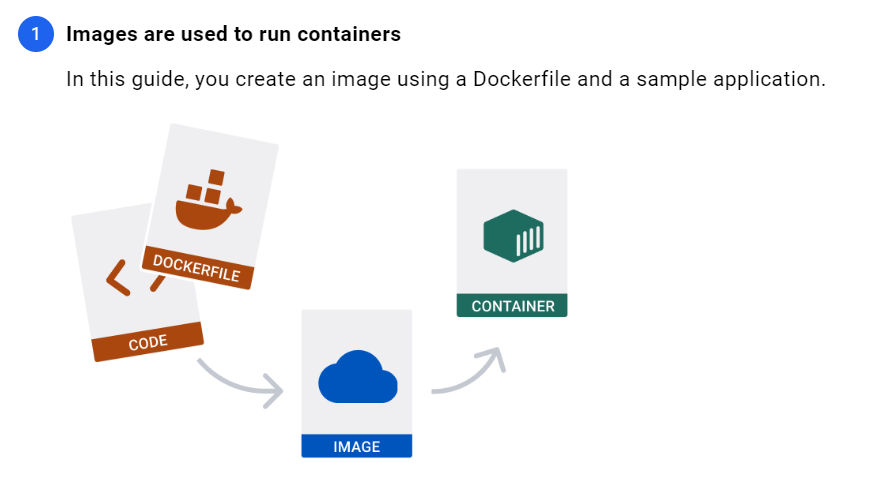 1 Images are used to run containers
In this guide, you create an image using a Dockerfile and a sample application.
DOCKERFILE
CODE
CONTAINER
IMAGE